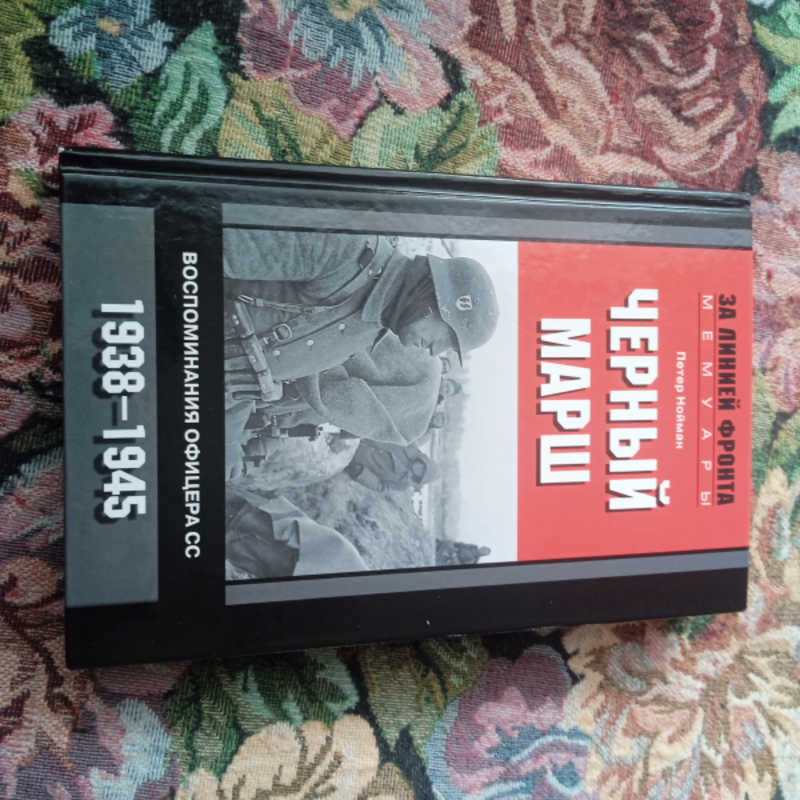 ЗА ЛИНИЕЙ ФРОНТА
МЕМУАРЫ
Петер Нойман
ЧЕРНЫЙ
МАРШ
ВОСПОМИНАНИЯ ОФИЦЕРА СС
1938–1945